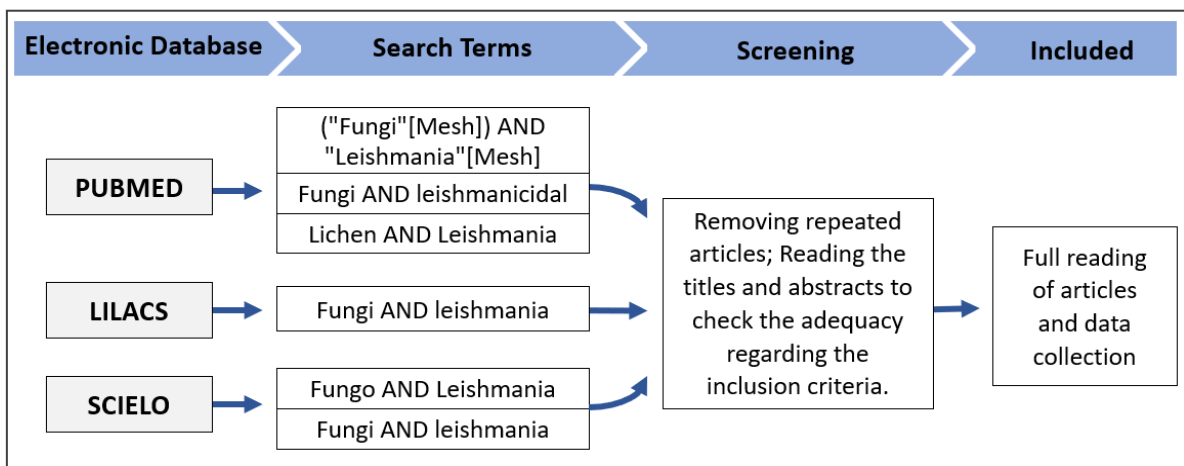 Electronic Database
Search Terms
Screening
Included
PUBMED
("Fungi"[Mesh]) AND
"Leishmania"[Mesh]
Fungi AND leishmanicidal
Lichen AND Leishmania
LILACS
Fungi AND leishmania
SCIELO
Fungo AND Leishmania
Fungi AND leishmania
Removing repeated
articles; Reading the
titles and abstracts to
check the adequacy
regarding the
inclusion criteria.
Full reading
of articles
and data
collection